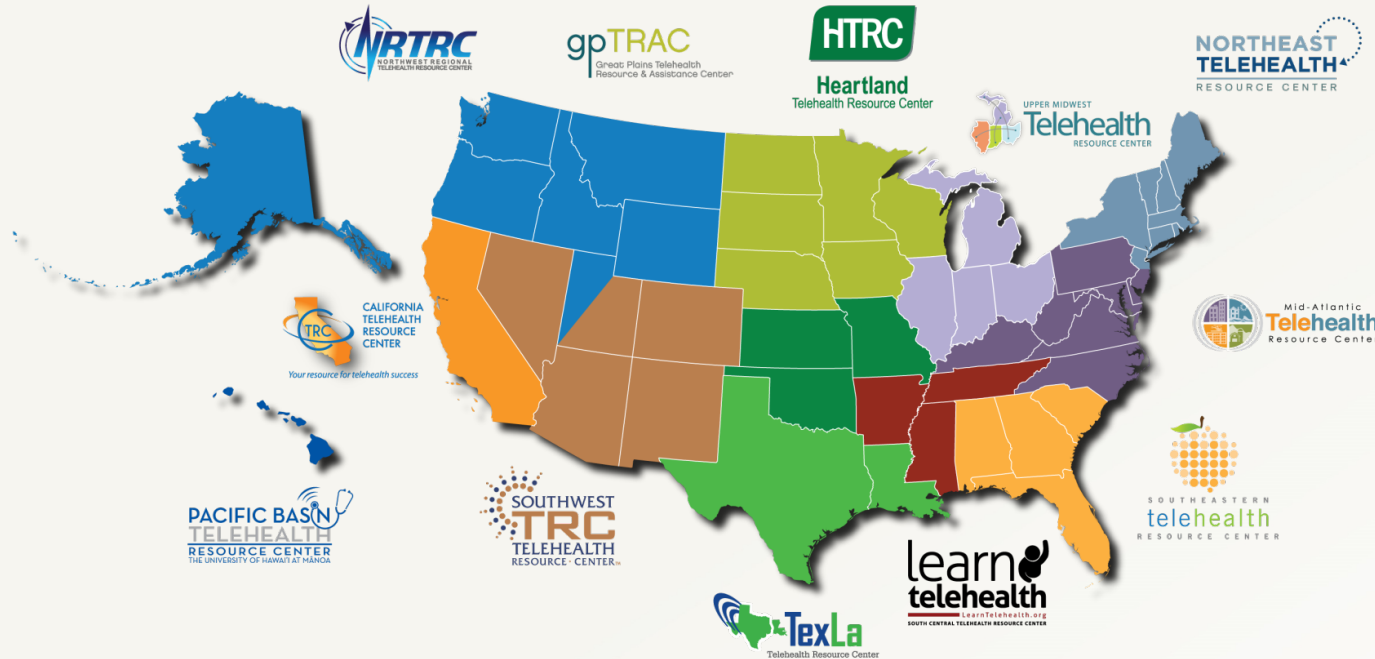 NRTRC
NORTHWEST REGIONAL
TELEHEALTH RESOURCE CENTER
gpTRAC
Great Plains Telehealth
Resource & Assistance Center
HTRC
Heartland
Telehealth Resource Center
NORTHEAST
TELEHEALTH
RESOURCE CENTER
UPPER MIDWEST
Telehealth
RESOURCE CENTER
TRC
CALIFORNIA
TELEHEALTH
RESOURCE
CENTER
Your resource for telehealth success
Mid-Atlantic
Telehealth
Resource Center
PACIFIC BASIN
TELEHEALTH
RESOURCE CENTER
THE UNIVERSITY OF HAWAI'I AT MĀNOA
SOUTHWEST
TRC
TELEHEALTH
RESOURCE · CENTER
SOUTHEASTERN
telehealth
RESOURCE CENTER
learn
telehealth
LearnTelehealth.org
SOUTH CENTRAL TELEHEALTH RESOURCE CENTER
TexLa
Telehealth Resource Center